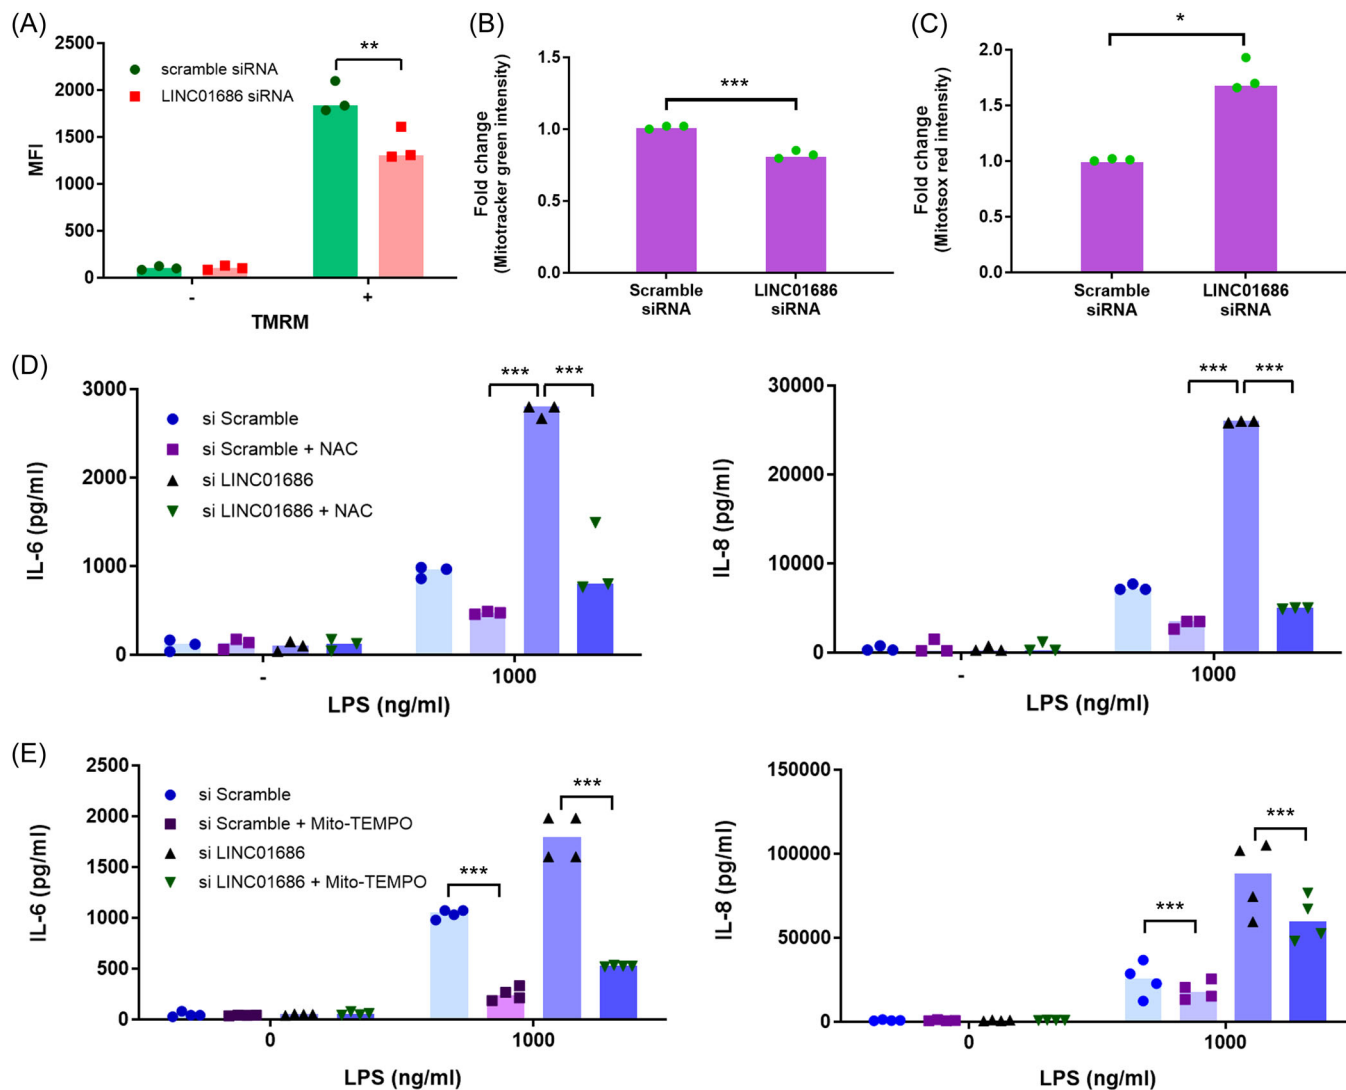 (A)
2500
2000
1500
1000
500
0
MFI
scramble siRNA
LINC01686 siRNA
**
-
+
TMRM
(B)
1.5
1.0
0.5
0.0
Fold change
(Mitotracker green intensity)
***
Scramble
siRNA
LINC01686
siRNA
(C)
2.0
1.5
1.0
0.5
0.0
Fold change
(Mitotsox red intensity)
*
Scramble
siRNA
LINC01686
siRNA
(D)
3000
2000
1000
0
IL-6 (pg/ml)
si Scramble
si Scramble + NAC
si LINC01686
si LINC01686 + NAC
***
***
-
1000
LPS (ng/ml)
30000
20000
10000
0
IL-8 (pg/ml)
***
***
-
1000
LPS (ng/ml)
(E)
2500
2000
1500
1000
500
0
IL-6 (pg/ml)
si Scramble
si Scramble + Mito-TEMPO
si LINC01686
si LINC01686 + Mito-TEMPO
***
***
0
1000
LPS (ng/ml)
150000
100000
50000
0
IL-8 (pg/ml)
***
***
0
1000
LPS (ng/ml)